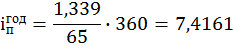 i_п^год = 1,339/65 · 360 = 7,4161